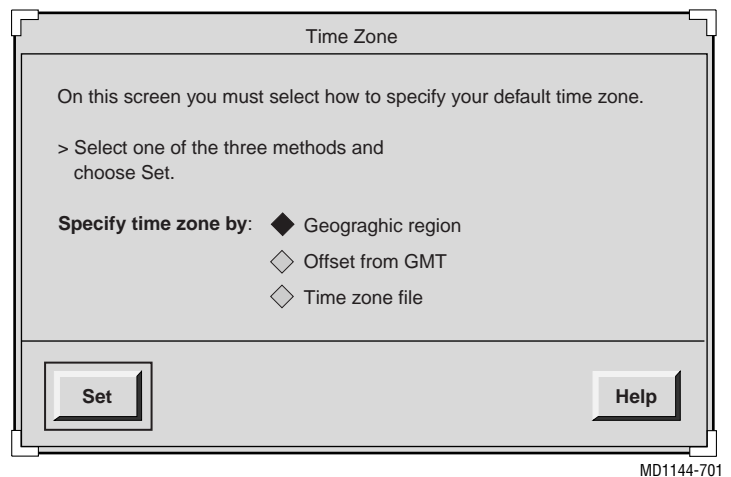 Time Zone
On this screen you must select how to specify your default time zone.
> Select one of the three methods and
choose Set.
Specify time zone by: Geograghic region
Offset from GMT
Time zone file
Set Help
MD1144-701